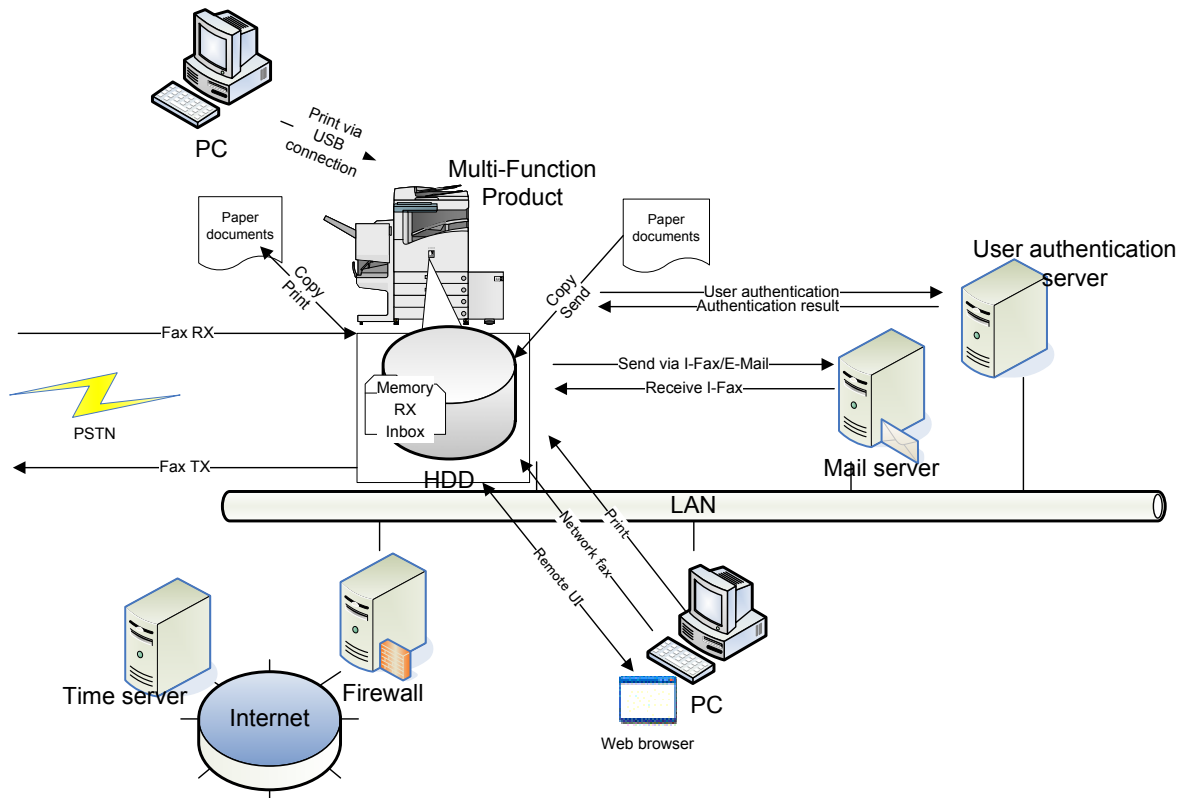 PC
Print via
USB
connection
Multi-Function
Product
Paper
documents
Copy
Print
Paper
documents
Copy
Send
User authentication
server
User authentication
Authentication result
Fax RX
Send via I-Fax/E-Mail
Receive I-Fax
Memory
RX
Inbox
PSTN
Fax TX
HDD
Mail server
LAN
Print
Network fax
Remote UI
Time server
Firewall
Internet
PC
Web browser